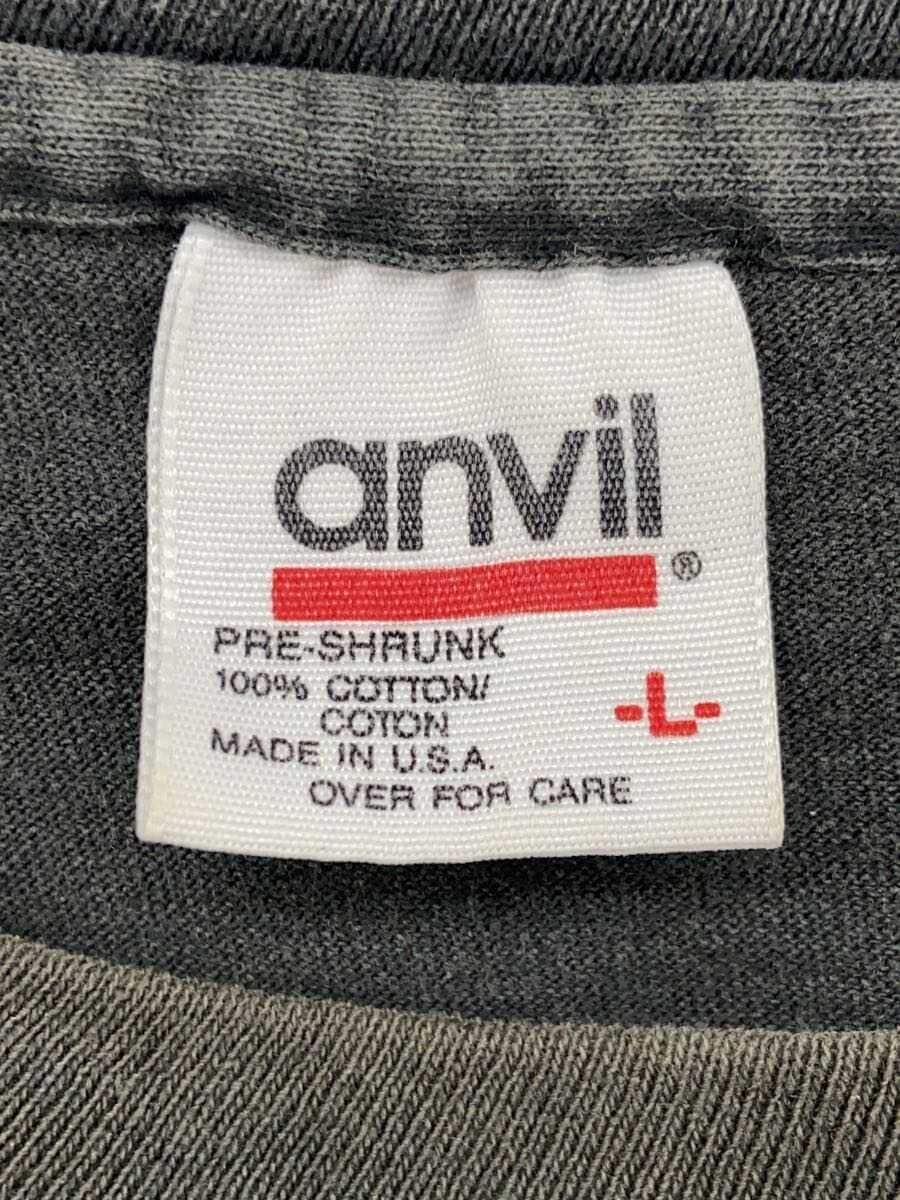 anvil
®
PRE-SHRUNK
100% COTTON/
COTON
-L-
MADE IN U.S.A.
OVER FOR CARE